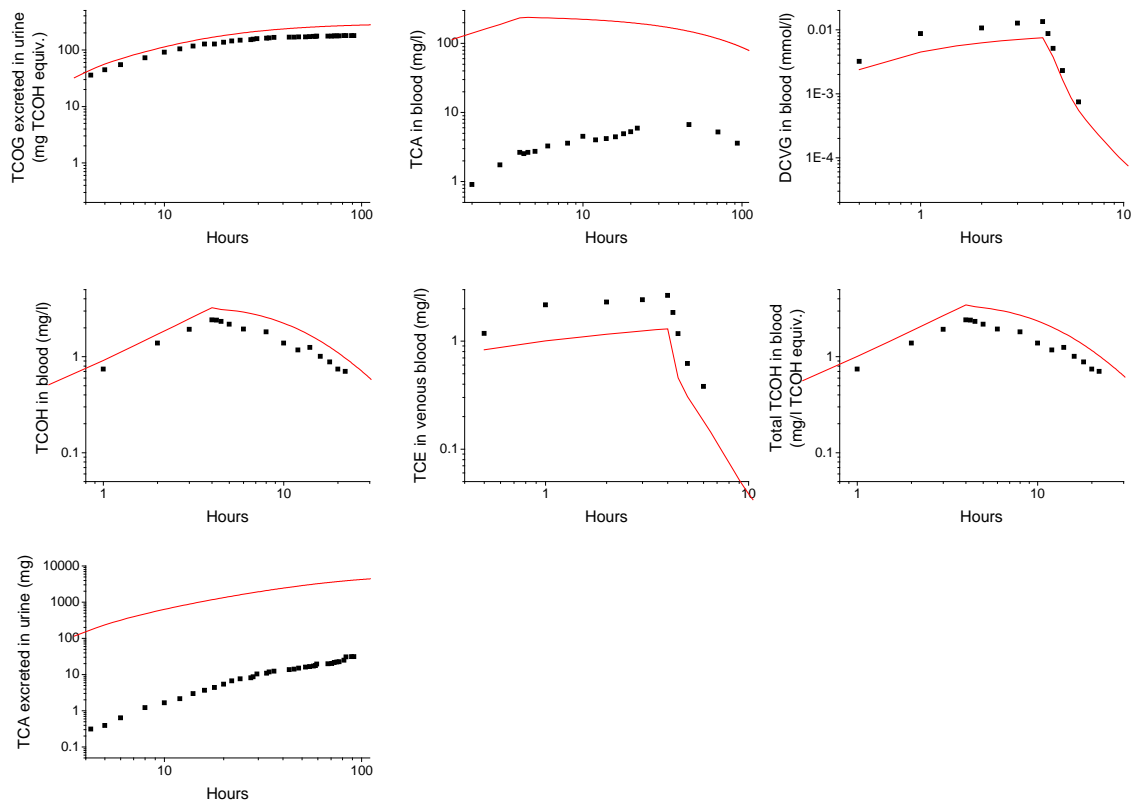 TCOG excreted in urine
(mg TCOH equiv.)
100
10
1
10
100
Hours
TCA in blood (mg/l)
100
10
1
10
100
Hours
DCVG in blood (mmol/l)
0.01
1E-3
1E-4
1
10
Hours
TCOH in blood (mg/l)
1
0.1
1
10
Hours
TCE in venous blood (mg/l)
1
0.1
1
10
Hours
Total TCOH in blood
(mg/l TCOH equiv.)
1
0.1
1
10
Hours
TCA excreted in urine (mg)
10000
1000
100
10
1
0.1
10
100
Hours